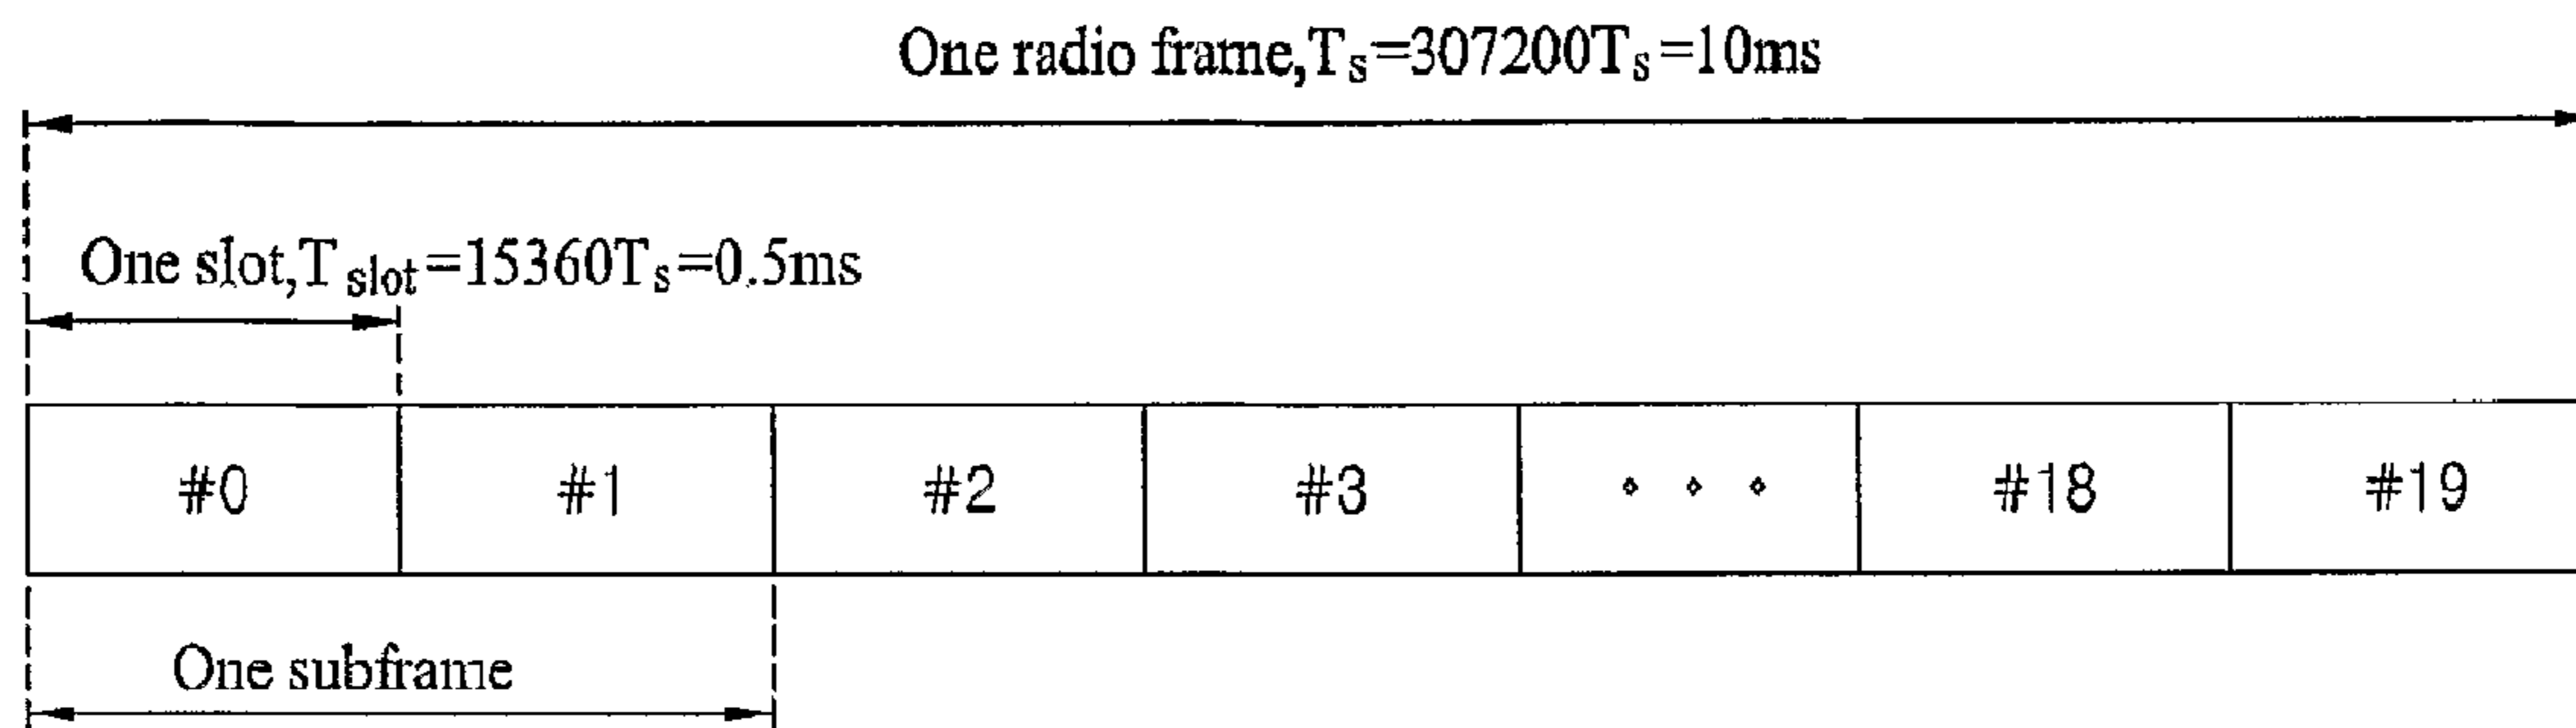 One radio frame,Ts=307200Ts=10ms
One slot,Tslot=15360Ts=0.5ms
#0 #1 #2 #3 • • • #18 #19
One subframe